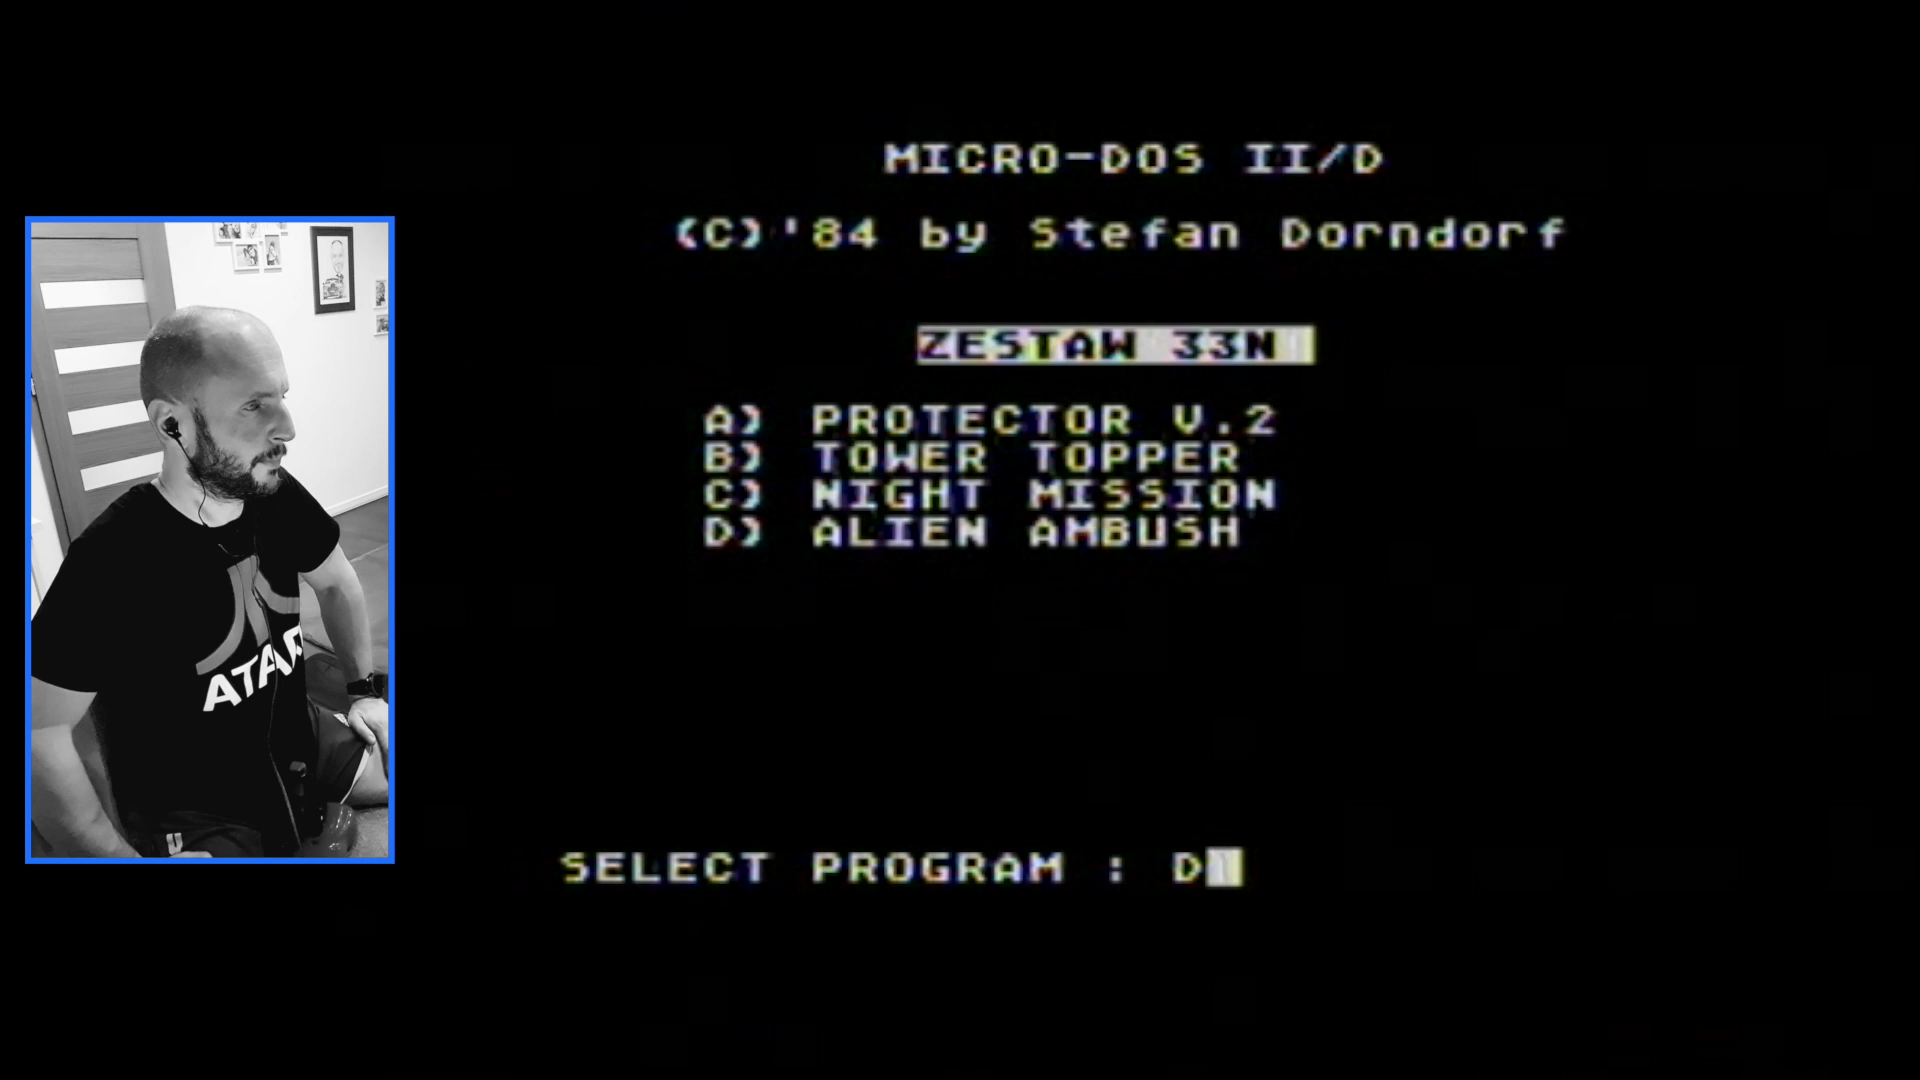 MICRO-DOS II/D
(C)'84 by Stefan Dorndorf
ZESTAW 33N
A) PROTECTOR V.2
B) TOWER TOPPER
C) NIGHT MISSION
D) ALIEN AMBUSH
SELECT PROGRAM : D
ATARI